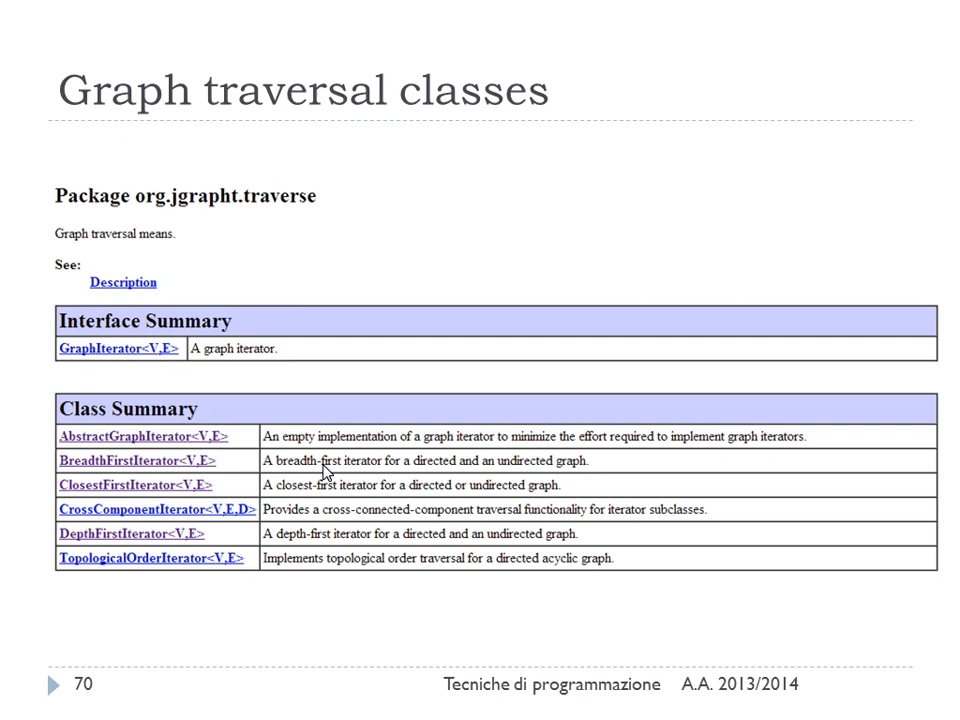 Graph traversal classes
Package org.jgrapht.traverse
Graph traversal means.
See:
Description
Interface Summary
GraphIterator<V,E> A graph iterator.
Class Summary
AbstractGraphIterator<V,E> An empty implementation of a graph iterator to minimize the effort required to implement graph iterators.
BreadthFirstIterator<V,E> A breadth-first iterator for a directed and an undirected graph.
ClosestFirstIterator<V,E> A closest-first iterator for a directed or undirected graph.
CrossComponentIterator<V,E,D> Provides a cross-connected-component traversal functionality for iterator subclasses.
DepthFirstIterator<V,E> A depth-first iterator for a directed and an undirected graph.
TopologicalOrderIterator<V,E> Implements topological order traversal for a directed acyclic graph.
70 Tecniche di programmazione A.A. 2013/2014